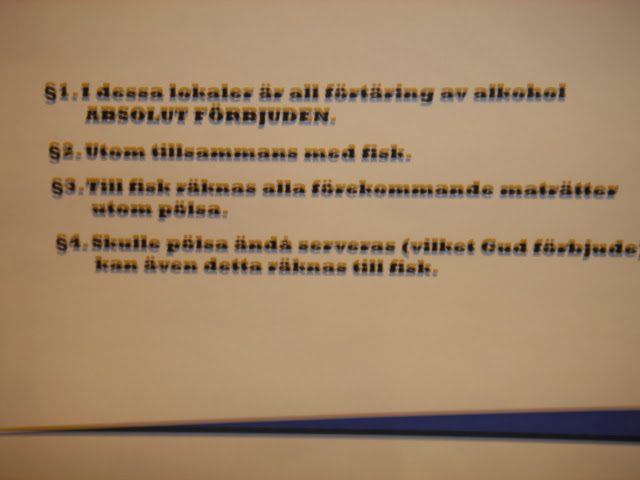 §1. I dessa lokaler är all förtäring av alkohol
ABSOLUT FÖRBJUDEN.
§2. Utom tillsammans med fisk.
§3. Till fisk räknas alla förekommande maträtter
utom pölsa.
§4. Skulle pölsa ändå serveras (vilket Gud förbjude)
kan även detta räknas till fisk.